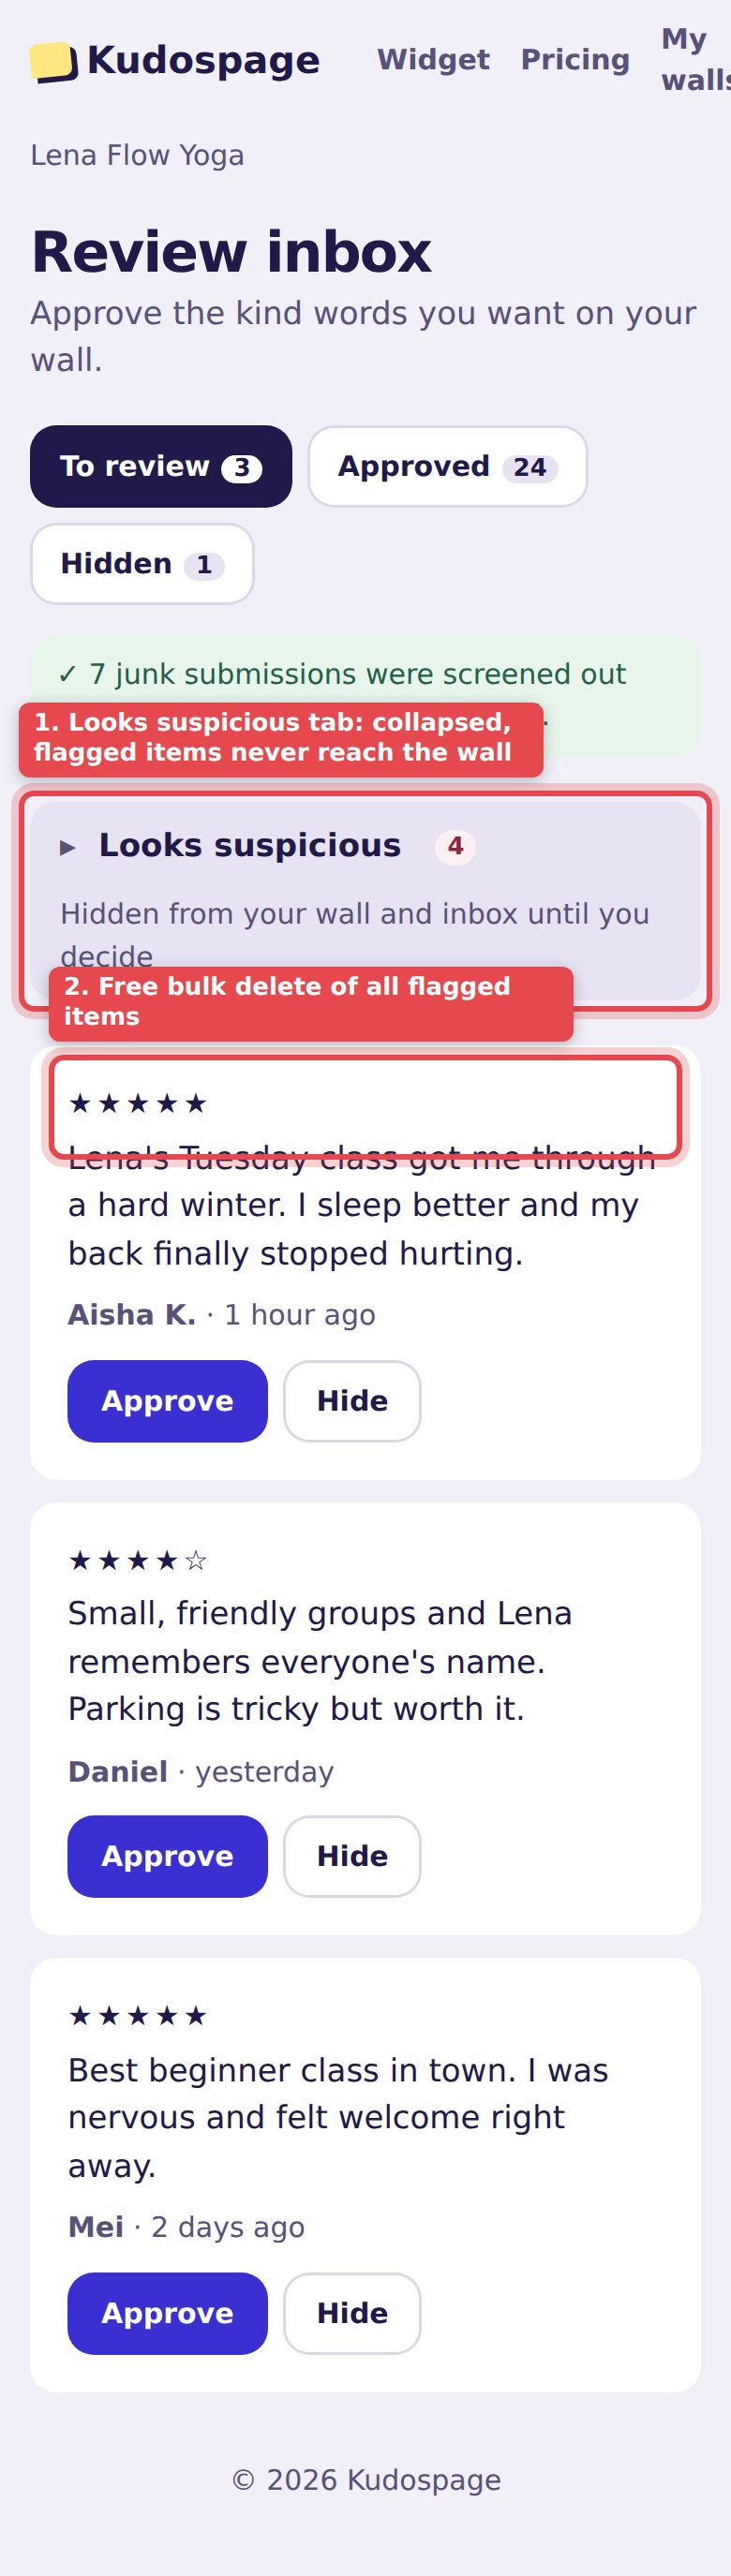 Kudospage Widget Pricing My walls
Lena Flow Yoga
Review inbox
Approve the kind words you want on your
wall.
To review 3 Approved 24
Hidden 1
✓ 7 junk submissions were screened out
1. Looks suspicious tab: collapsed,
flagged items never reach the wall
▶ Looks suspicious 4
Hidden from your wall and inbox until you
decide
2. Free bulk delete of all flagged
items
★★★★★
Lena's Tuesday class got me through
a hard winter. I sleep better and my
back finally stopped hurting.
Aisha K. · 1 hour ago
Approve Hide
★★★★☆
Small, friendly groups and Lena
remembers everyone's name.
Parking is tricky but worth it.
Daniel · yesterday
Approve Hide
★★★★★
Best beginner class in town. I was
nervous and felt welcome right
away.
Mei · 2 days ago
Approve Hide
© 2026 Kudospage